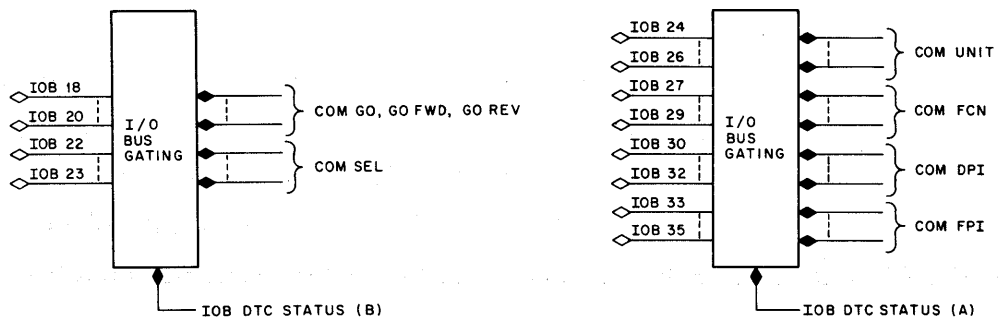 IOB 18
IOB 20
IOB 22
IOB 23
I/O
BUS
GATING
COM GO, GO FWD, GO REV
COM SEL
IOB DTC STATUS (B)
IOB 24
IOB 26
IOB 27
IOB 29
IOB 30
IOB 32
IOB 33
IOB 35
I/O
BUS
GATING
COM UNIT
COM FCN
COM DPI
COM FPI
IOB DTC STATUS (A)